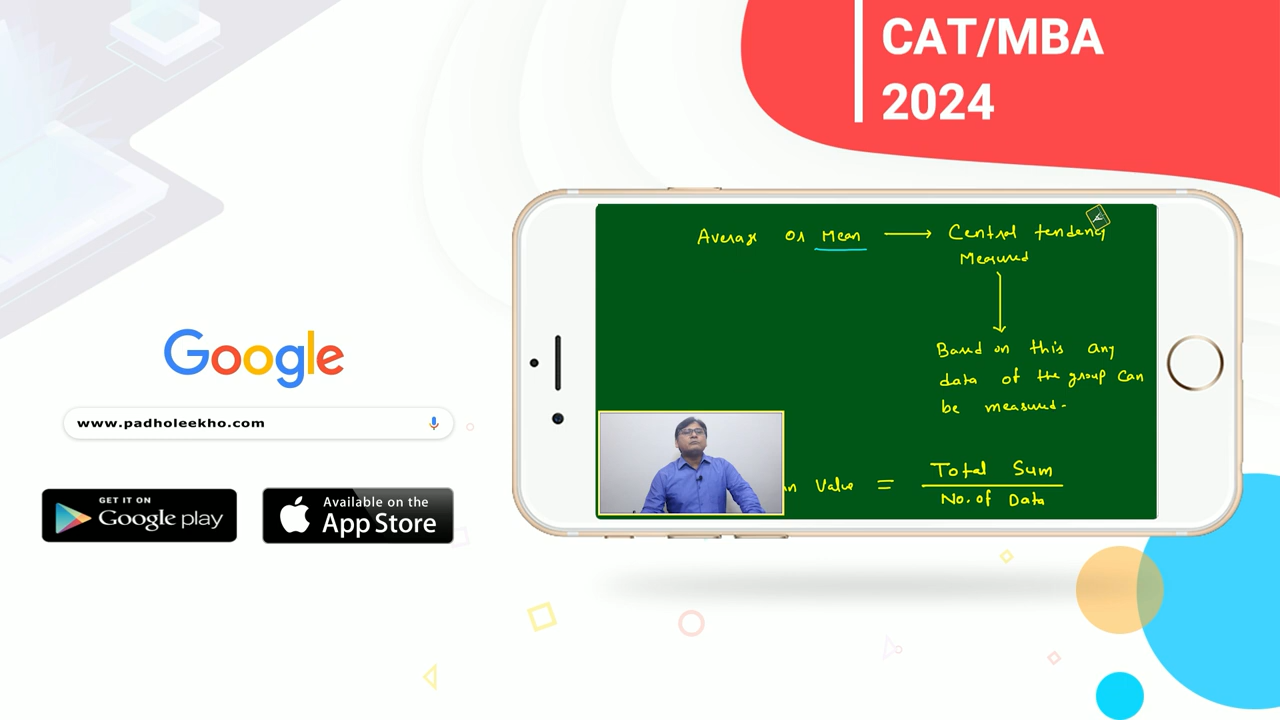 CAT/MBA
2024
Average or Mean → Central tendency
Measured
Based on this any
data of the group can
be measured.
Value = Total Sum
No. of Data
Google
www.padholeekho.com
GET IT ON
Google play
Available on the
App Store